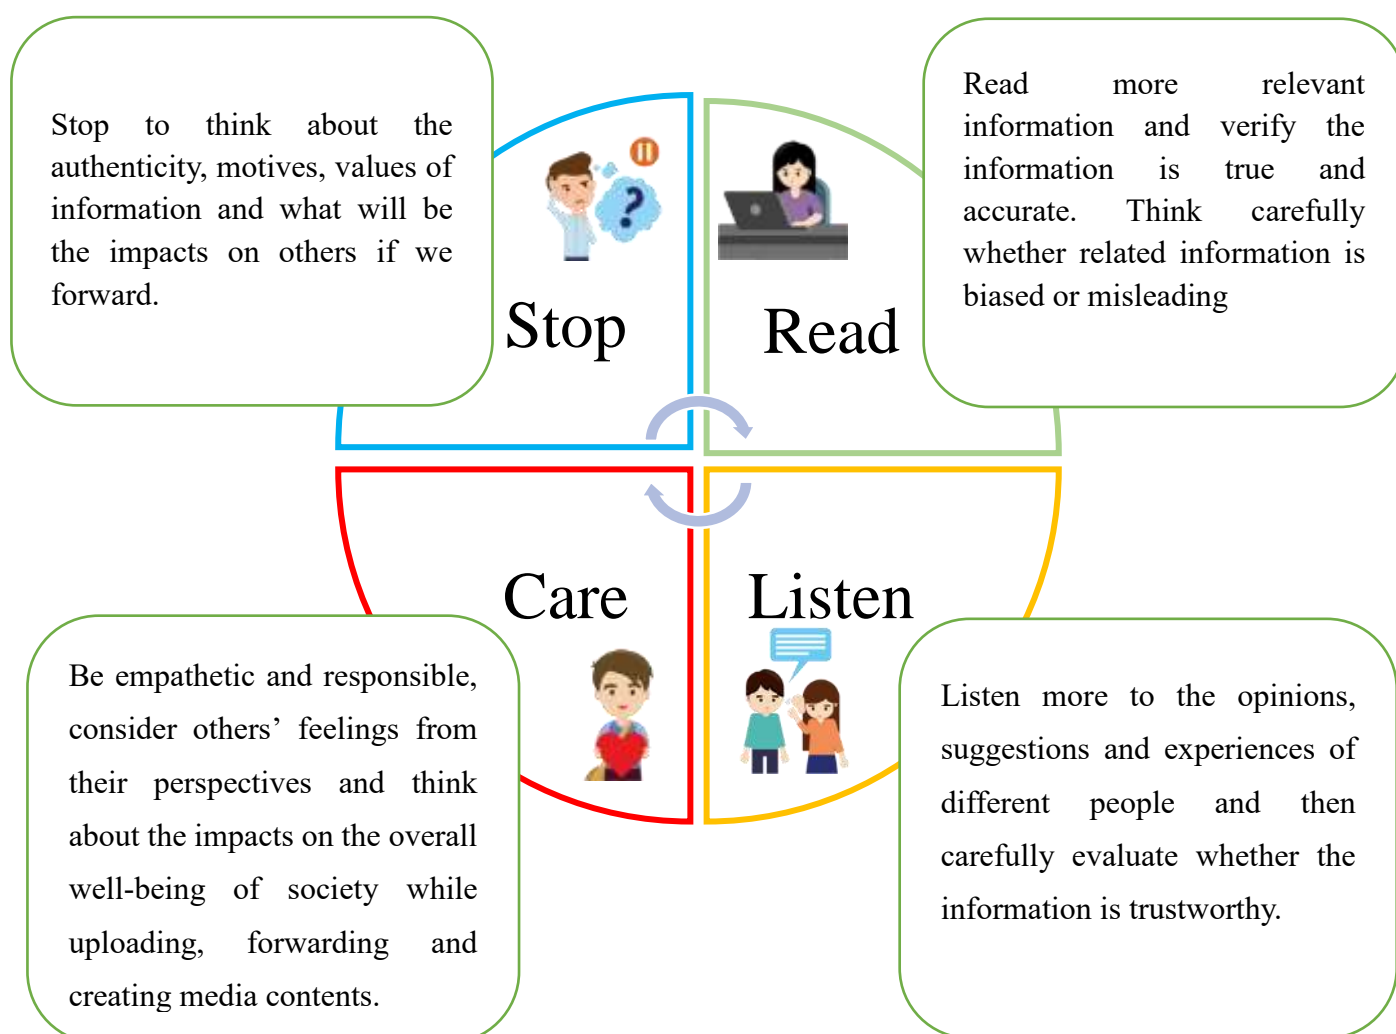 Stop to think about the
authenticity, motives, values of
information and what will be
the impacts on others if we
forward.
Stop
Read more relevant
information and verify the
information is true and
accurate. Think carefully
whether related information is
biased or misleading
Read
Care
Be empathetic and responsible,
consider others’ feelings from
their perspectives and think
about the impacts on the overall
well-being of society while
uploading, forwarding and
creating media contents.
Listen
Listen more to the opinions,
suggestions and experiences of
different people and then
carefully evaluate whether the
information is trustworthy.